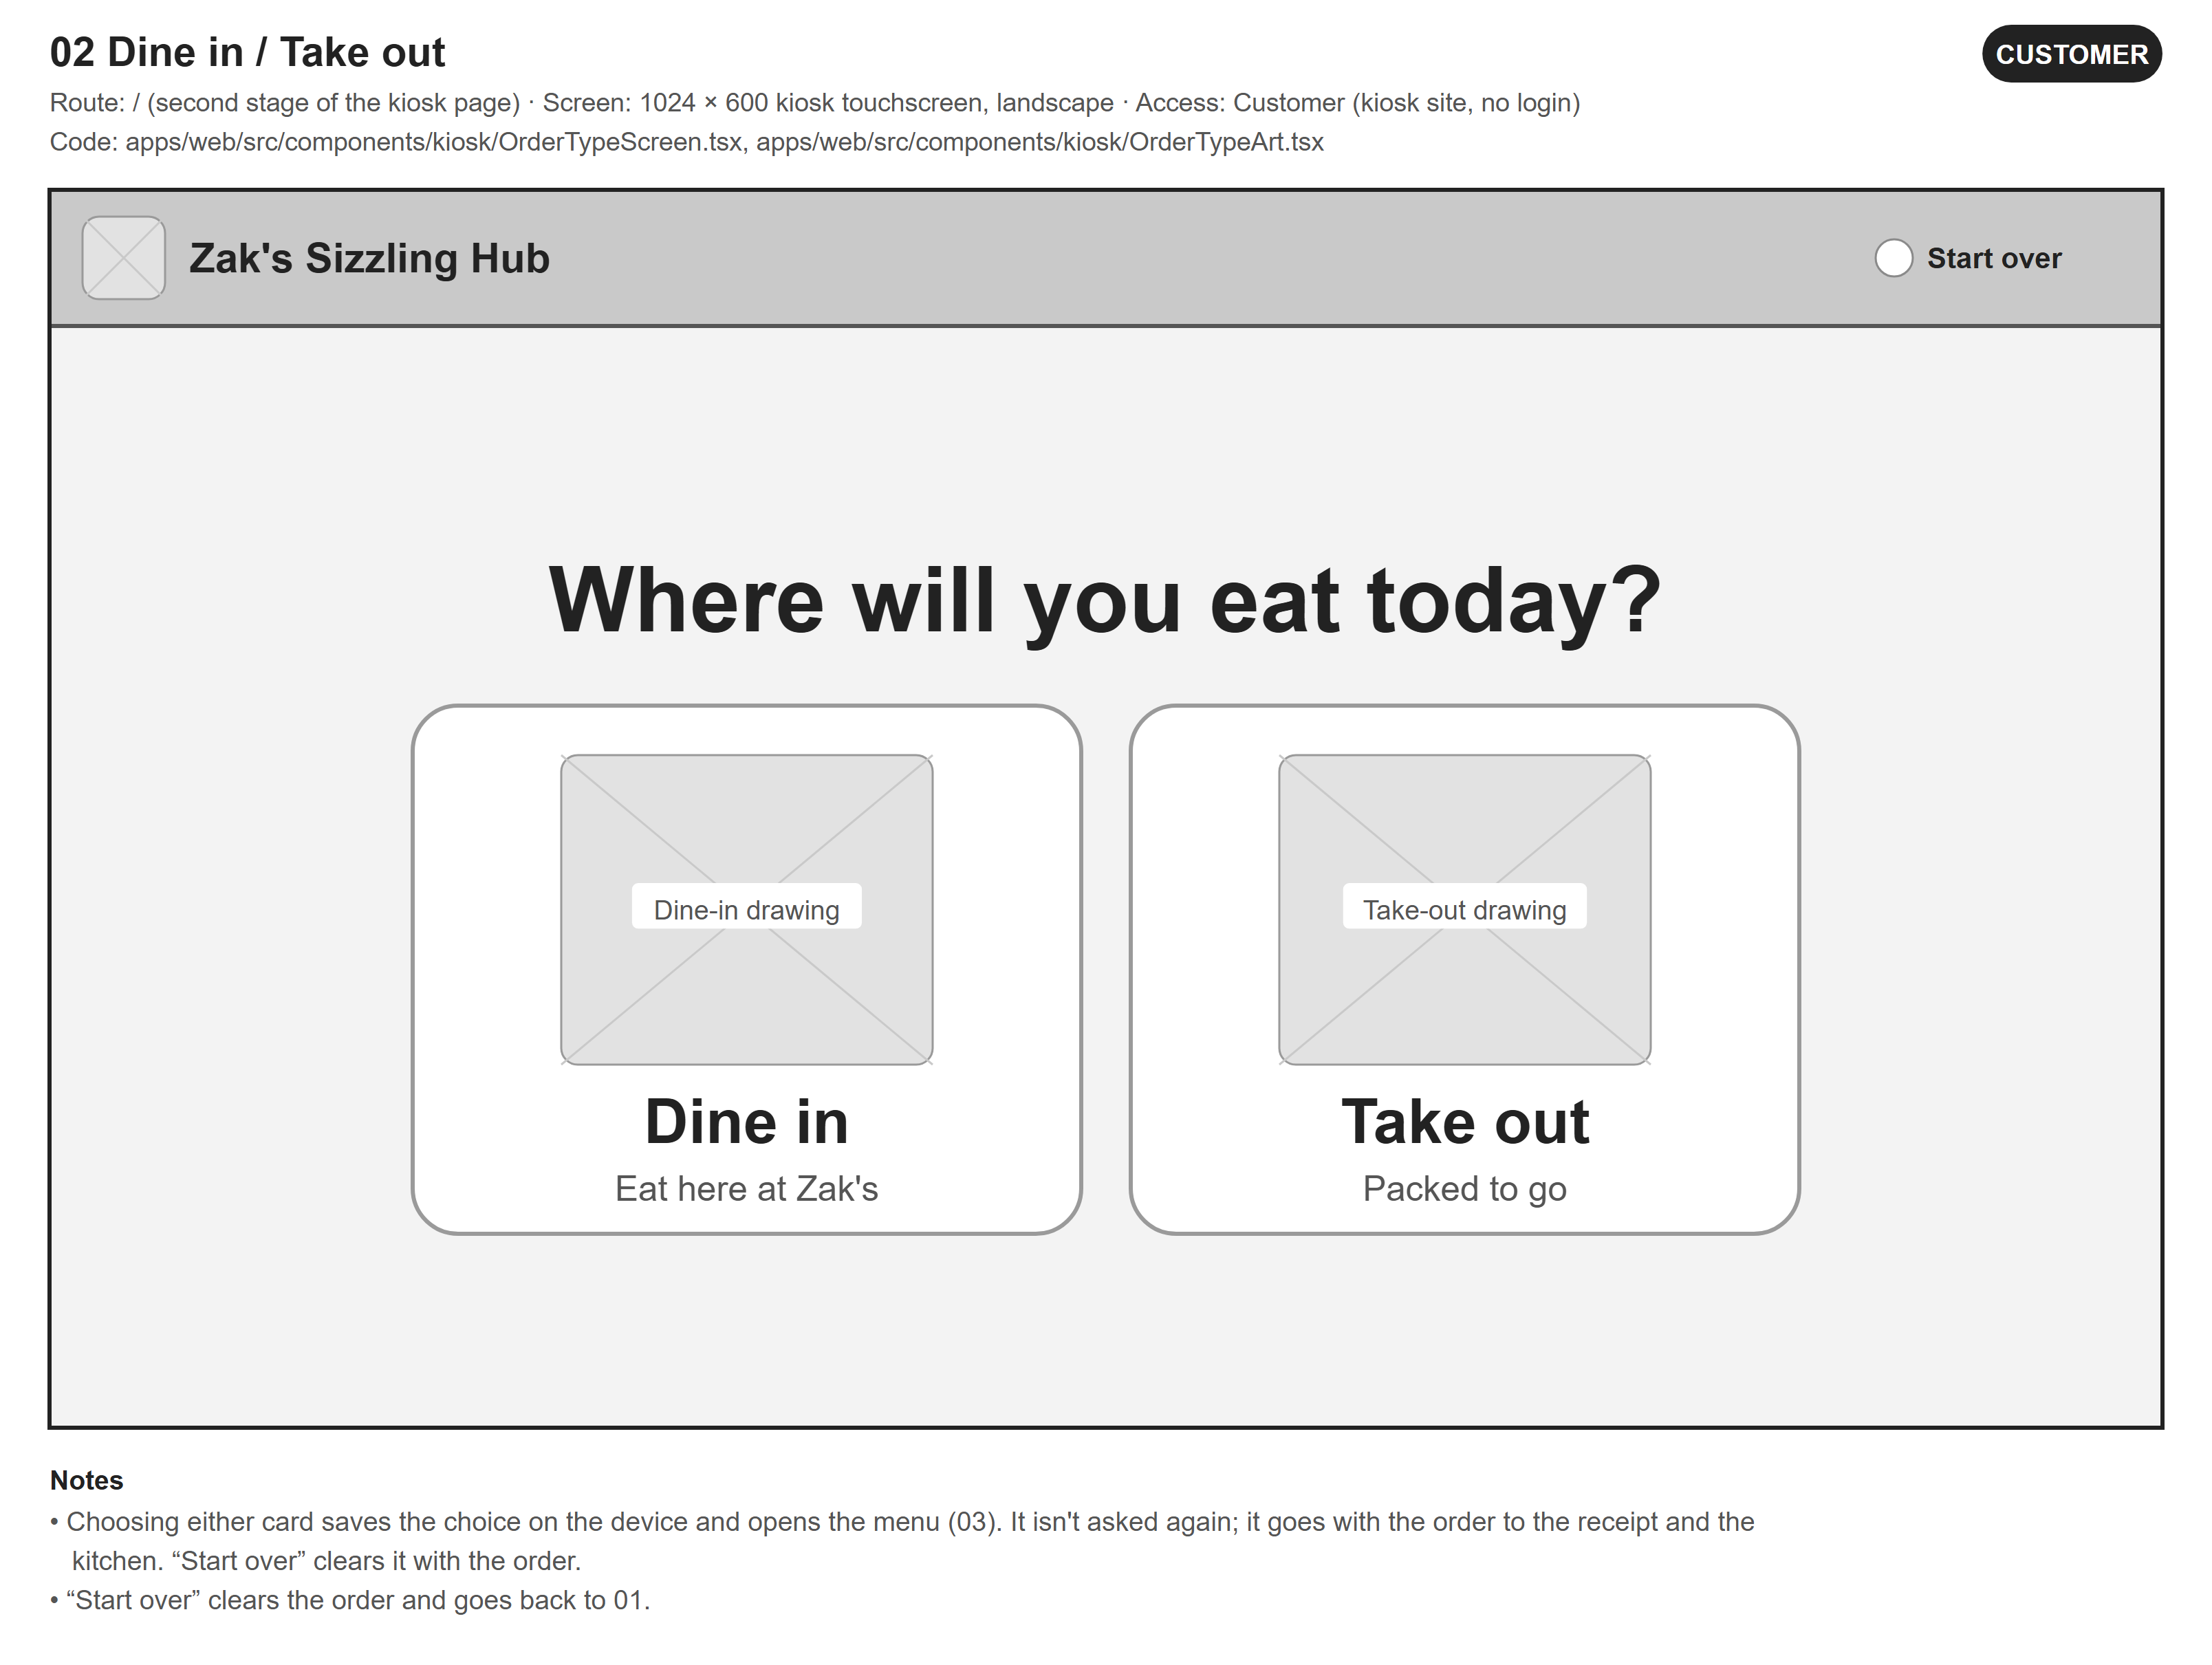 02 Dine in / Take out
CUSTOMER
Route: / (second stage of the kiosk page) · Screen: 1024 × 600 kiosk touchscreen, landscape · Access: Customer (kiosk site, no login)
Code: apps/web/src/components/kiosk/OrderTypeScreen.tsx, apps/web/src/components/kiosk/OrderTypeArt.tsx
Zak's Sizzling Hub
Start over
Where will you eat today?
Dine-in drawing
Take-out drawing
Dine in
Take out
Eat here at Zak's
Packed to go
Notes
• Choosing either card saves the choice on the device and opens the menu (03). It isn't asked again; it goes with the order to the receipt and the
kitchen. “Start over” clears it with the order.
• “Start over” clears the order and goes back to 01.